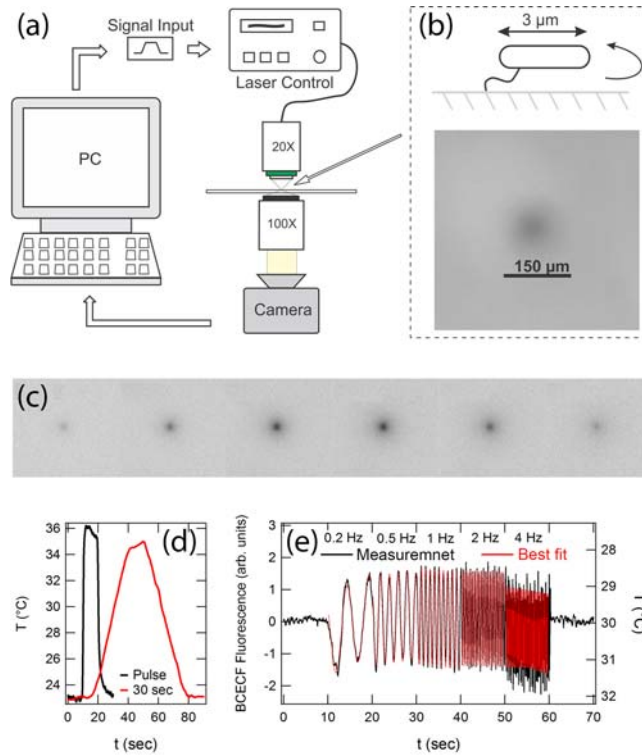 (a)
Signal Input
Laser Control
PC
20X
100X
Camera
(b)
3 µm
150 µm
(c)
(d)
T (°C)
36
34
32
30
28
26
24
Pulse
30 sec
0 20 40 60 80
t (sec)
(e)
BCECF Fluorescence (arb. units)
3
2
1
0
-1
-2
0.2 Hz 0.5 Hz 1 Hz 2 Hz 4 Hz
Measuremnet Best fit
28
29
30
31
32
T (°C)
0 10 20 30 40 50 60 70
t (sec)